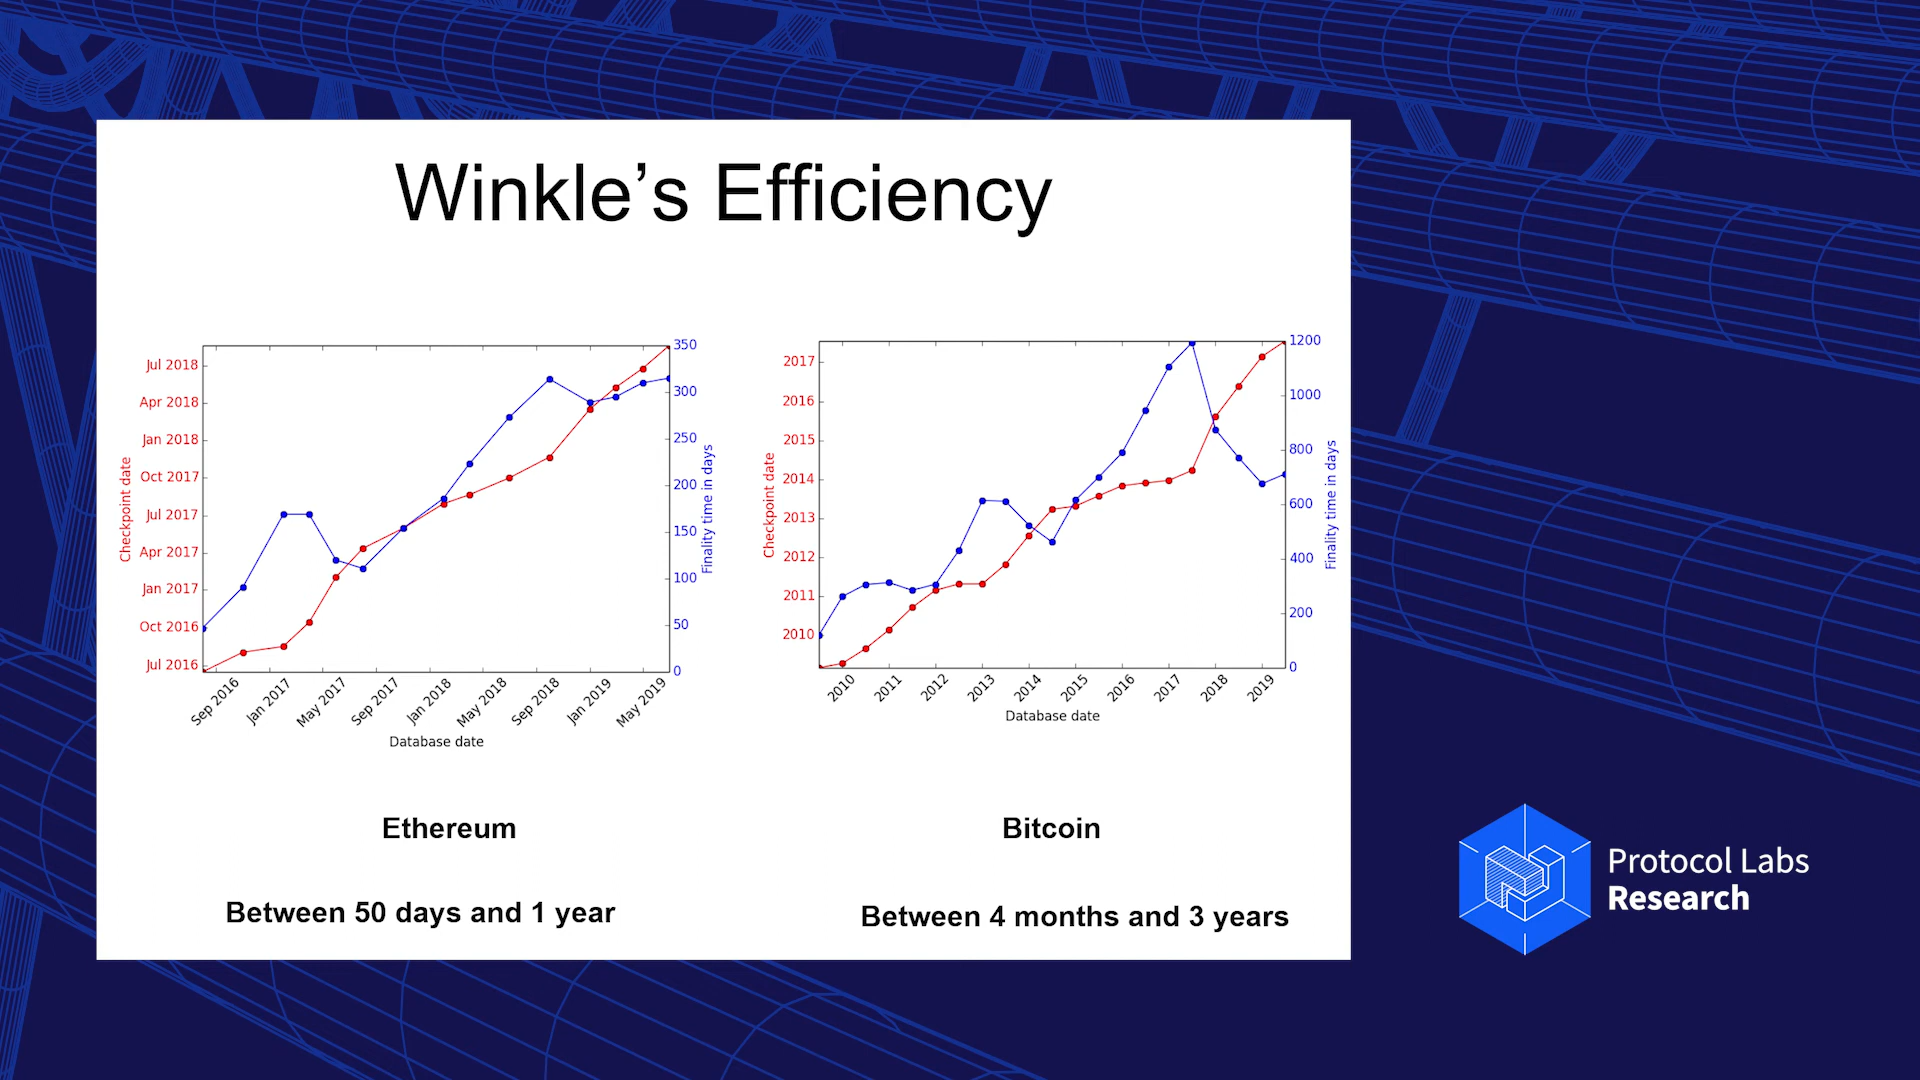 Winkle's Efficiency
Jul 2018
Apr 2018
Jan 2018
Oct 2017
Jul 2017
Apr 2017
Jan 2017
Oct 2016
Jul 2016
Checkpoint date
350
300
250
200
150
100
50
0
Finality time in days
Sep 2016
Jan 2017
May 2017
Sep 2017
Jan 2018
May 2018
Sep 2018
Jan 2019
May 2019
Database date
Ethereum
Between 50 days and 1 year
2017
2016
2015
2014
2013
2012
2011
2010
Checkpoint date
1200
1000
800
600
400
200
0
Finality time in days
2010
2011
2012
2013
2014
2015
2016
2017
2018
2019
Database date
Bitcoin
Between 4 months and 3 years
Protocol Labs
Research